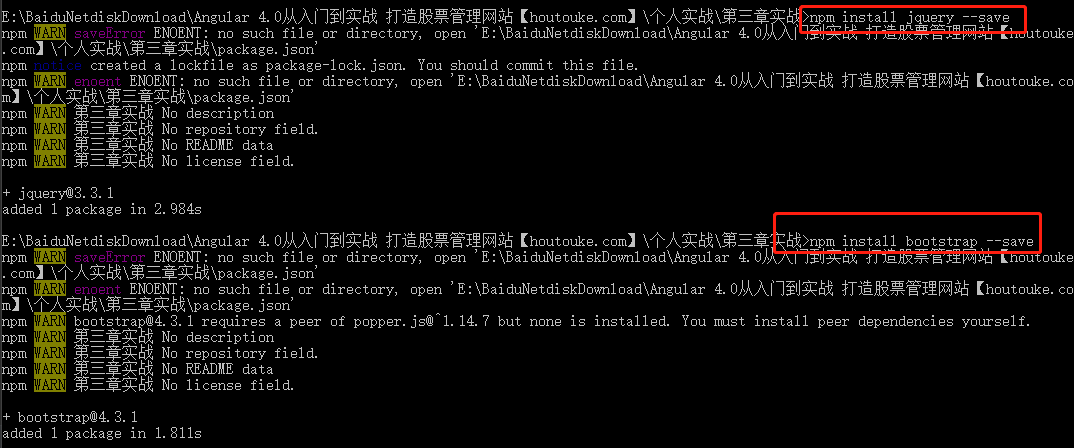 E:\BaiduNetdiskDownload\Angular 4.0从入门到实战 打造股票管理网站【houtouke.com】\个人实战\第三章实战>npm install jquery --save
npm WARN saveError ENOENT: no such file or directory, open 'E:\BaiduNetdiskDownload\Angular 4.0从入门到实战 打造股票管理网站【houtouke
.com】\个人实战\第三章实战\package.json'
npm notice created a lockfile as package-lock.json. You should commit this file.
npm WARN enoent ENOENT: no such file or directory, open 'E:\BaiduNetdiskDownload\Angular 4.0从入门到实战 打造股票管理网站【houtouke.co
m】\个人实战\第三章实战\package.json'
npm WARN 第三章实战 No description
npm WARN 第三章实战 No repository field.
npm WARN 第三章实战 No README data
npm WARN 第三章实战 No license field.
+ jquery@3.3.1
added 1 package in 2.984s
E:\BaiduNetdiskDownload\Angular 4.0从入门到实战 打造股票管理网站【houtouke.com】\个人实战\第三章实战>npm install bootstrap --save
npm WARN saveError ENOENT: no such file or directory, open 'E:\BaiduNetdiskDownload\Angular 4.0从入门到实战 打造股票管理网站【houtouke
.com】\个人实战\第三章实战\package.json'
npm WARN enoent ENOENT: no such file or directory, open 'E:\BaiduNetdiskDownload\Angular 4.0从入门到实战 打造股票管理网站【houtouke.co
m】\个人实战\第三章实战\package.json'
npm WARN bootstrap@4.3.1 requires a peer of popper.js@^1.14.7 but none is installed. You must install peer dependencies yourself.
npm WARN 第三章实战 No description
npm WARN 第三章实战 No repository field.
npm WARN 第三章实战 No README data
npm WARN 第三章实战 No license field.
+ bootstrap@4.3.1
added 1 package in 1.811s